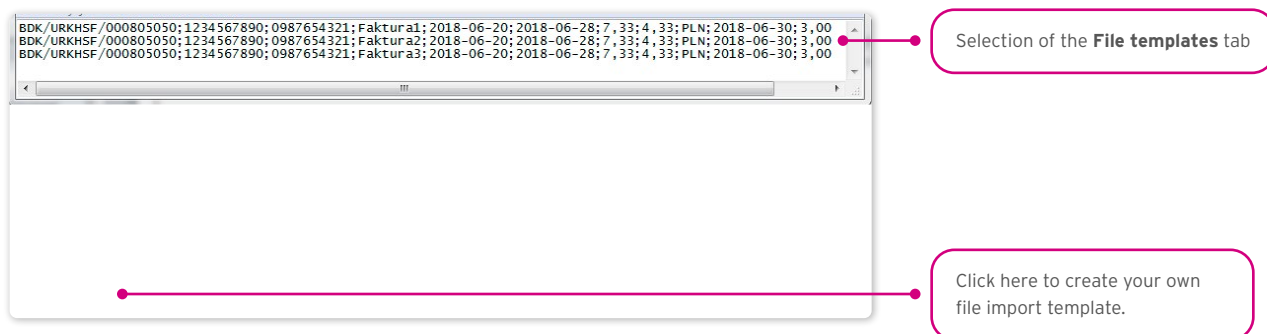 BDK/URKHSF/000805050;1234567890;0987654321;Faktura1;2018-06-20;2018-06-28;7,33;4,33;PLN;2018-06-30;3,00
BDK/URKHSF/000805050;1234567890;0987654321;Faktura2;2018-06-20;2018-06-28;7,33;4,33;PLN;2018-06-30;3,00
BDK/URKHSF/000805050;1234567890;0987654321;Faktura3;2018-06-20;2018-06-28;7,33;4,33;PLN;2018-06-30;3,00
Selection of the File templates tab
Click here to create your own
file import template.